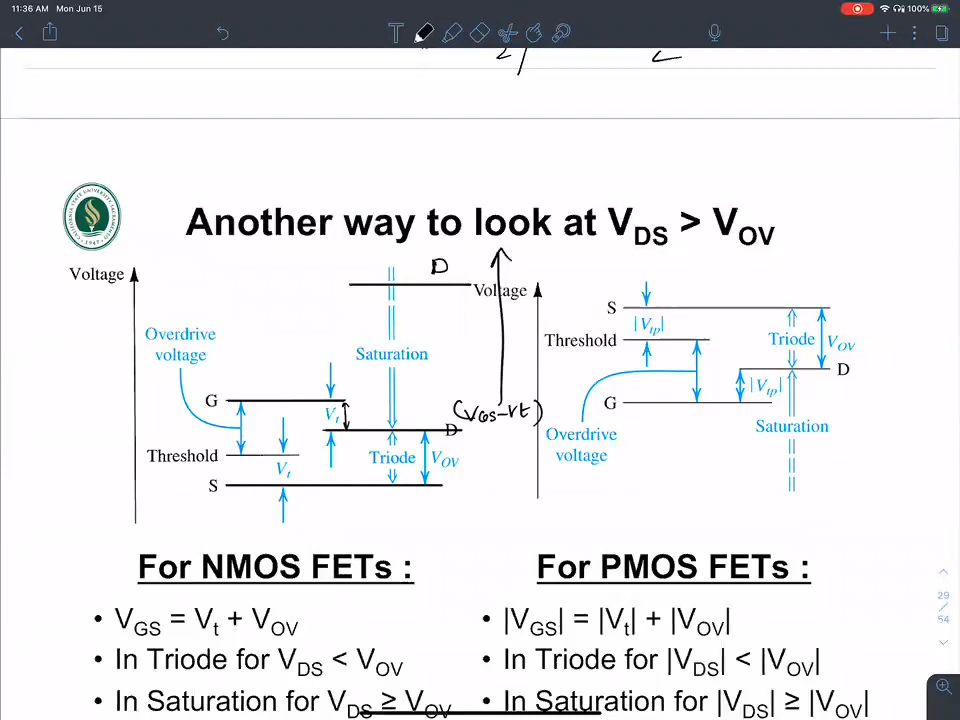 11:36 AM Mon Jun 15
100%
Another way to look at VDS > VOV
Voltage
D
Overdrive
voltage
Saturation
G
Vt
(VGS-Vt)
D
Threshold
Vt
Triode
VOV
S
Voltage
S
|Vtp|
Threshold
Triode
VOV
D
|Vtp|
G
Overdrive
voltage
Saturation
For NMOS FETs :
• VGS = Vt + VOV
• In Triode for VDS < VOV
• In Saturation for VDS ≥ VOV
For PMOS FETs :
• |VGS| = |Vt| + |VOV|
• In Triode for |VDS| < |VOV|
• In Saturation for |VDS| ≥ |VOV|
29
/
54